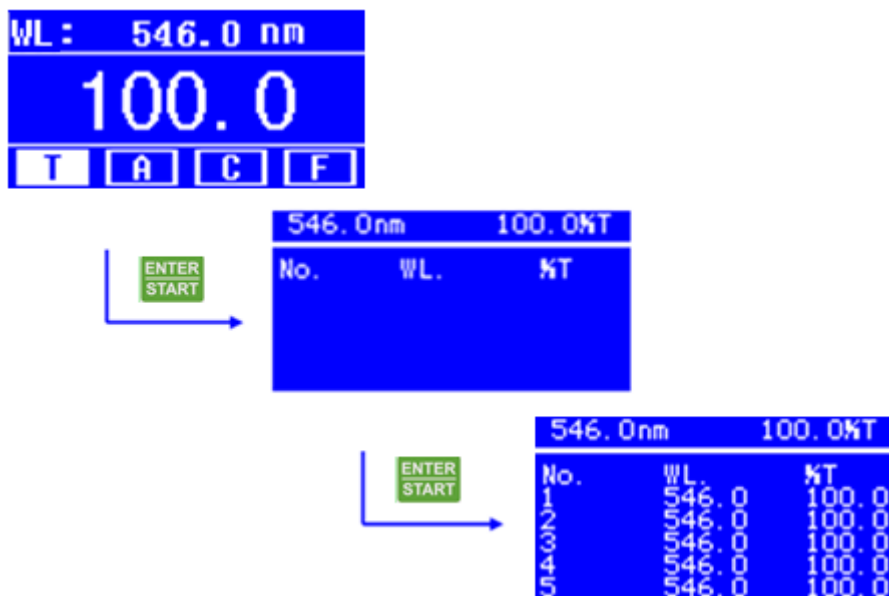 WL: 546.0 nm
100.0
T A C F
546.0nm 100.0%T
ENTER
START
No. WL. %T
546.0nm 100.0%T
ENTER
START
No. WL. %T
1 546.0 100.0
2 546.0 100.0
3 546.0 100.0
4 546.0 100.0
5 546.0 100.0